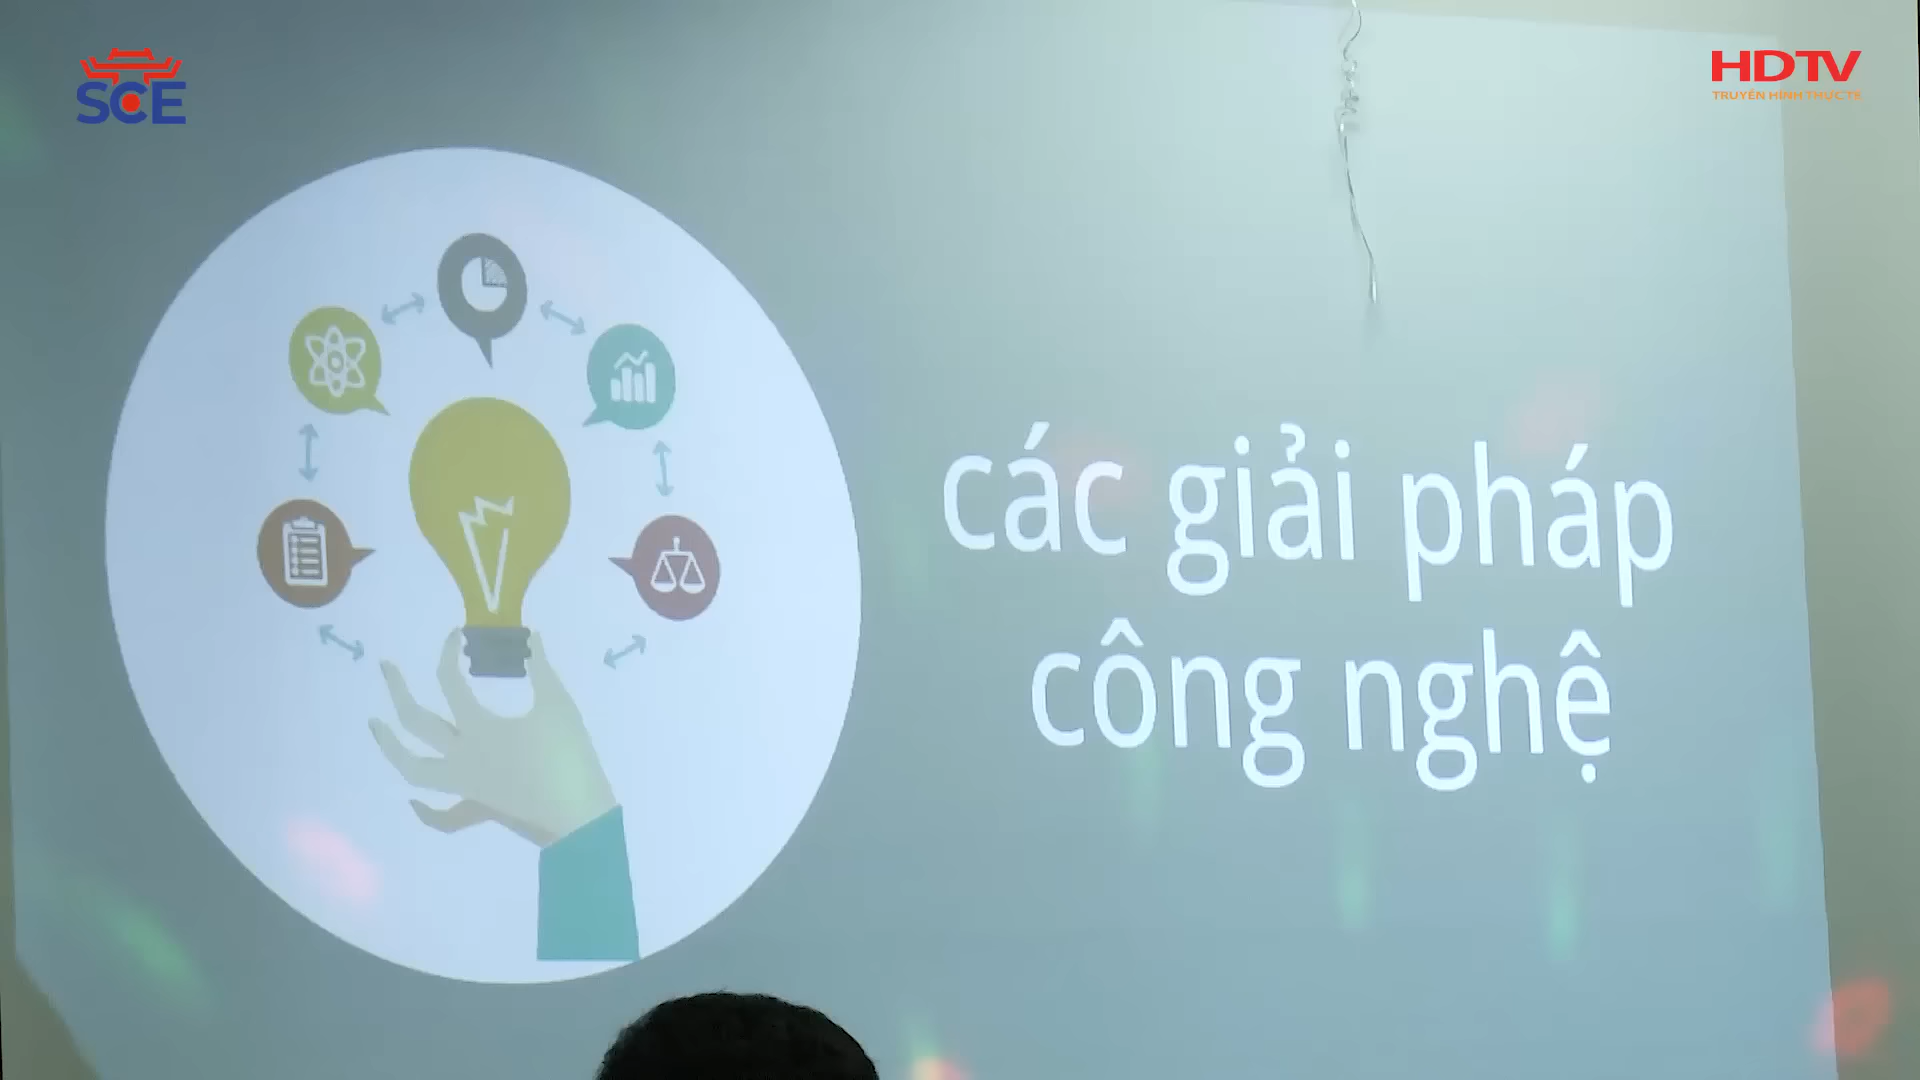 SCE
HDTV
TRUYỀN HÌNH THỰC TẾ
các giải pháp
công nghệ